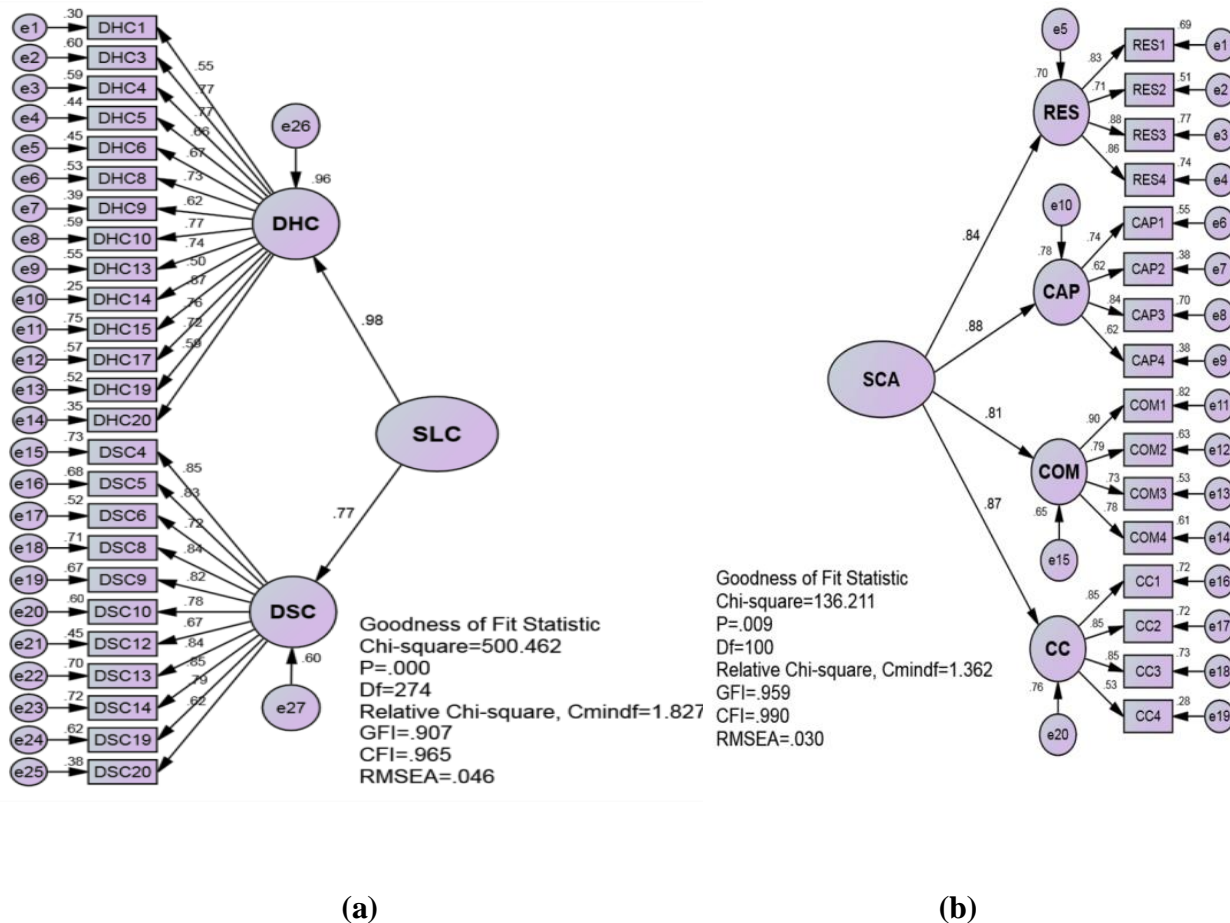 e1 .30 DHC1
e2 .60 DHC3
e3 .59 DHC4
e4 .44 DHC5
e5 .45 DHC6
e6 .53 DHC8
e7 .39 DHC9
e8 .59 DHC10
e9 .55 DHC13
e10 .25 DHC14
e11 .75 DHC15
e12 .57 DHC17
e13 .52 DHC19
e14 .35 DHC20
e15 .73 DSC4
e16 .68 DSC5
e17 .52 DSC6
e18 .71 DSC8
e19 .67 DSC9
e20 .60 DSC10
e21 .45 DSC12
e22 .70 DSC13
e23 .72 DSC14
e24 .62 DSC19
e25 .38 DSC20
.55
.77
.77
.66
.67
.73
.62
.77
.74
.50
.87
.76
.72
.59
e26
.96
DHC
.98
SLC
.77
.85
.83
.72
.84
.82
.78
.67
.84
.85
.79
.62
DSC
.60
e27
Goodness of Fit Statistic
Chi-square=500.462
P=.000
Df=274
Relative Chi-square, Cmindf=1.827
GFI=.907
CFI=.965
RMSEA=.046
(a)
SCA
.84
.88
.81
.87
e5
.70
RES
.83
.71
.88
.86
RES1 .69 e1
RES2 .51 e2
RES3 .77 e3
RES4 .74 e4
e10
.78
CAP
.74
.62
.84
.62
CAP1 .55 e6
CAP2 .38 e7
CAP3 .70 e8
CAP4 .38 e9
COM
.65
e15
.90
.79
.73
.78
COM1 .82 e11
COM2 .63 e12
COM3 .53 e13
COM4 .61 e14
CC
.76
e20
.85
.85
.85
.53
CC1 .72 e16
CC2 .72 e17
CC3 .73 e18
CC4 .28 e19
Goodness of Fit Statistic
Chi-square=136.211
P=.009
Df=100
Relative Chi-square, Cmindf=1.362
GFI=.959
CFI=.990
RMSEA=.030
(b)